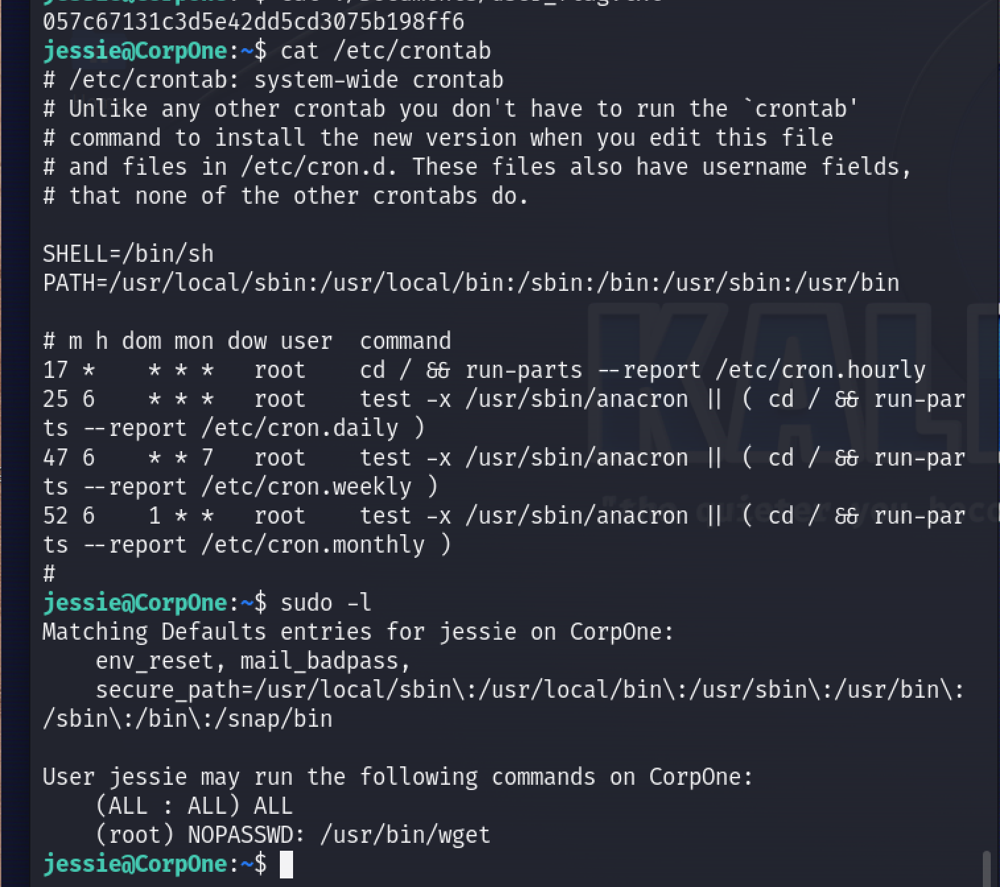 057c67131c3d5e42dd5cd3075b198ff6
jessie@CorpOne:~$ cat /etc/crontab
# /etc/crontab: system-wide crontab
# Unlike any other crontab you don't have to run the `crontab'
# command to install the new version when you edit this file
# and files in /etc/cron.d. These files also have username fields,
# that none of the other crontabs do.
SHELL=/bin/sh
PATH=/usr/local/sbin:/usr/local/bin:/sbin:/bin:/usr/sbin:/usr/bin
# m h dom mon dow user  command
17 *    * * *   root    cd / && run-parts --report /etc/cron.hourly
25 6    * * *   root    test -x /usr/sbin/anacron || ( cd / && run-par
ts --report /etc/cron.daily )
47 6    * * 7   root    test -x /usr/sbin/anacron || ( cd / && run-par
ts --report /etc/cron.weekly )
52 6    1 * *   root    test -x /usr/sbin/anacron || ( cd / && run-par
ts --report /etc/cron.monthly )
#
jessie@CorpOne:~$ sudo -l
Matching Defaults entries for jessie on CorpOne:
    env_reset, mail_badpass,
    secure_path=/usr/local/sbin\:/usr/local/bin\:/usr/sbin\:/usr/bin\:
/sbin\:/bin\:/snap/bin
User jessie may run the following commands on CorpOne:
    (ALL : ALL) ALL
    (root) NOPASSWD: /usr/bin/wget
jessie@CorpOne:~$